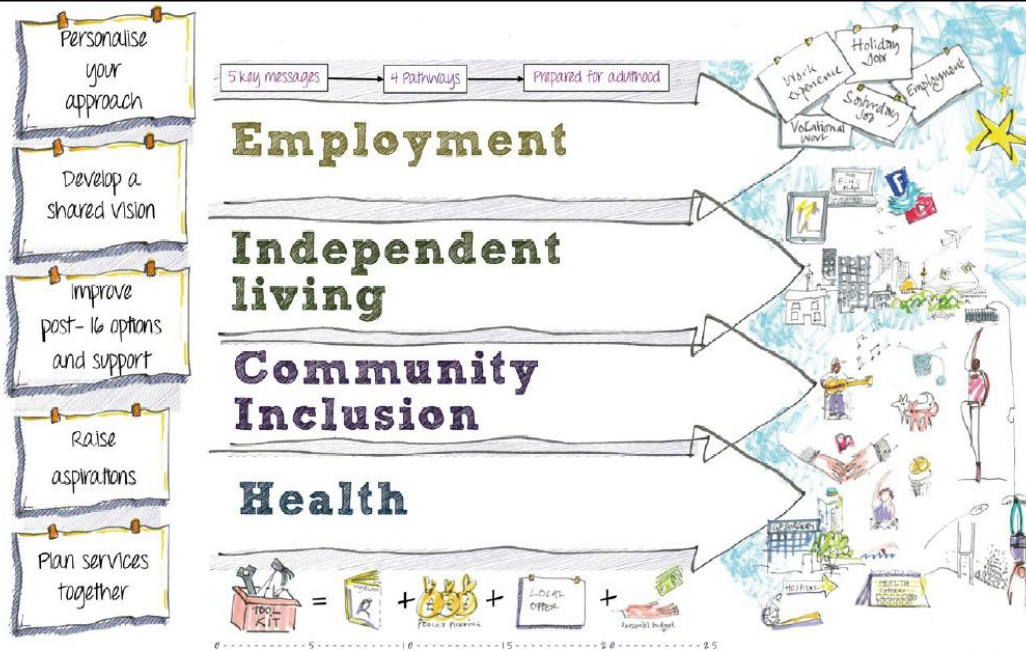 Personalise
your
approach
Develop a
shared vision
Improve
post-16 options
and support
Raise
aspirations
Plan services
together
5 key messages
4 Pathways
Prepared for adulthood
Employment
Independent
living
Community
Inclusion
Health
Work
experience
Holiday
Job
Employment
Saturday
Job
Vocational
work
GP SURGERY
HOSPITAL
HEALTH
TOOL
KIT
=
+
+
LOCAL
OFFER
+
Personal budget
0 5 10 15 20 25